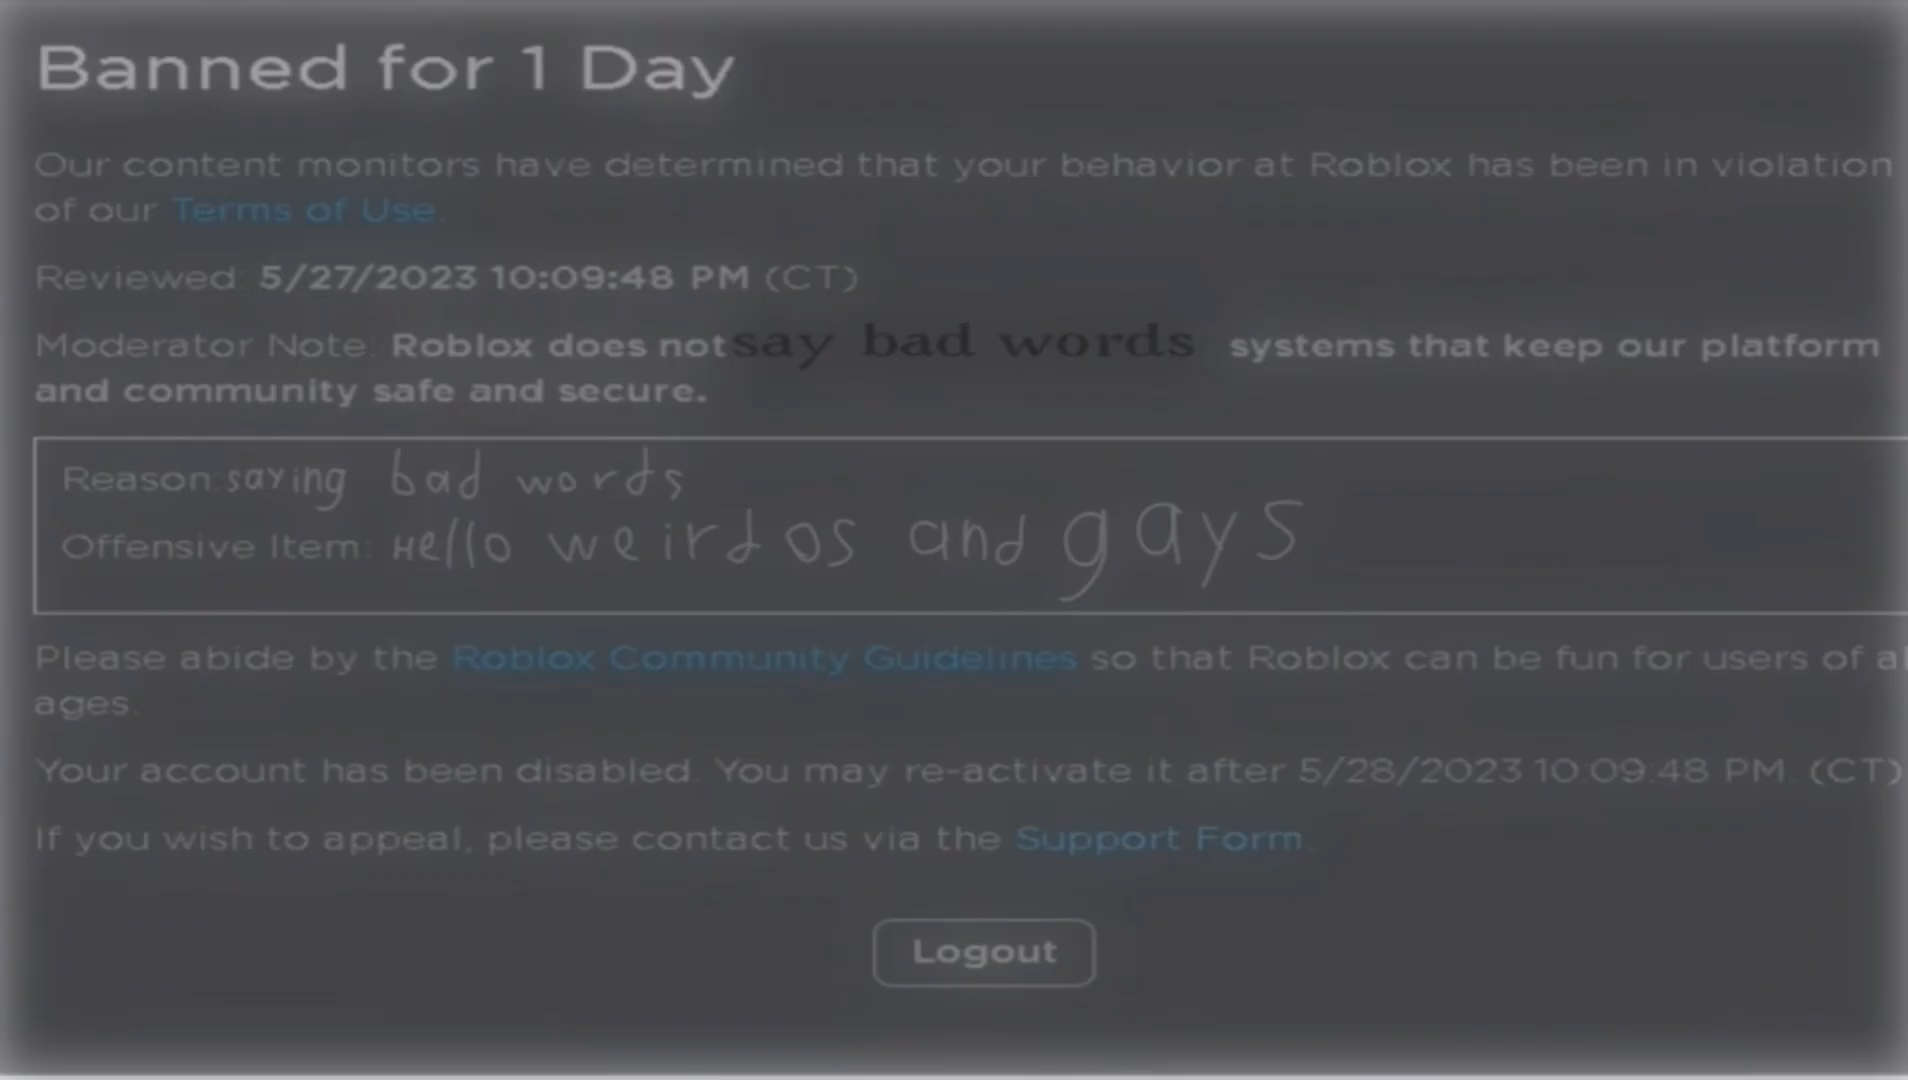 Banned for 1 Day
Our content monitors have determined that your behavior at Roblox has been in violation
of our Terms of Use.
Reviewed: 5/27/2023 10:09:48 PM (CT)
Moderator Note: Roblox does not say bad words systems that keep our platform
and community safe and secure.
Reason: saying bad words
Offensive Item: Hello weirdos and gays
Please abide by the Roblox Community Guidelines so that Roblox can be fun for users of al
ages.
Your account has been disabled. You may re-activate it after 5/28/2023 10:09:48 PM. (CT)
If you wish to appeal, please contact us via the Support Form.
Logout